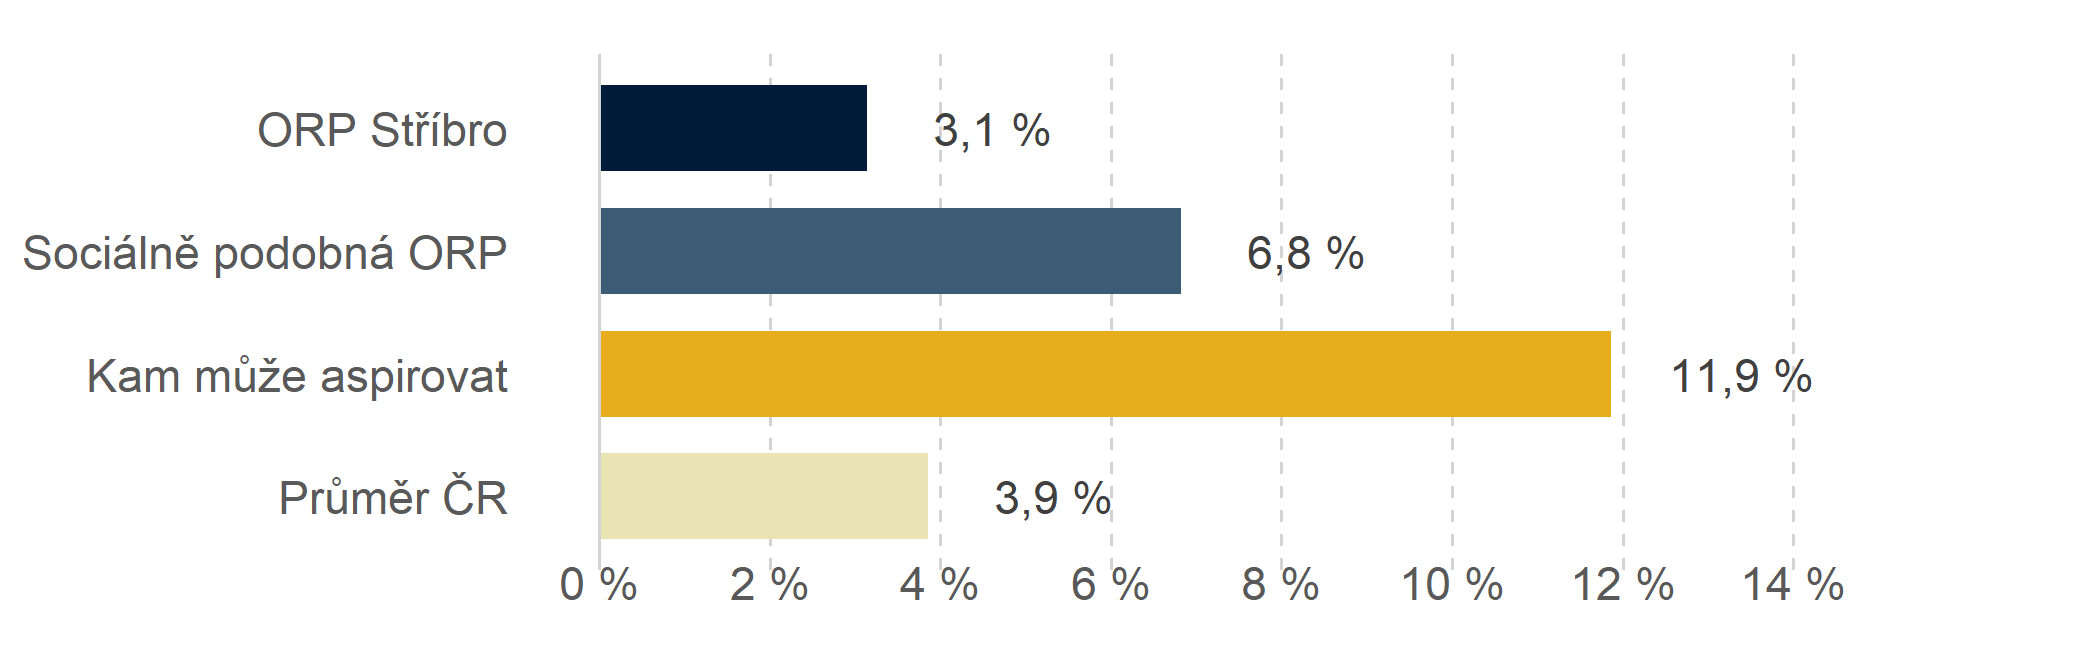 ORP Stříbro 3,1 %
Sociálně podobná ORP 6,8 %
Kam může aspirovat 11,9 %
Průměr ČR 3,9 %
0 % 2 % 4 % 6 % 8 % 10 % 12 % 14 %